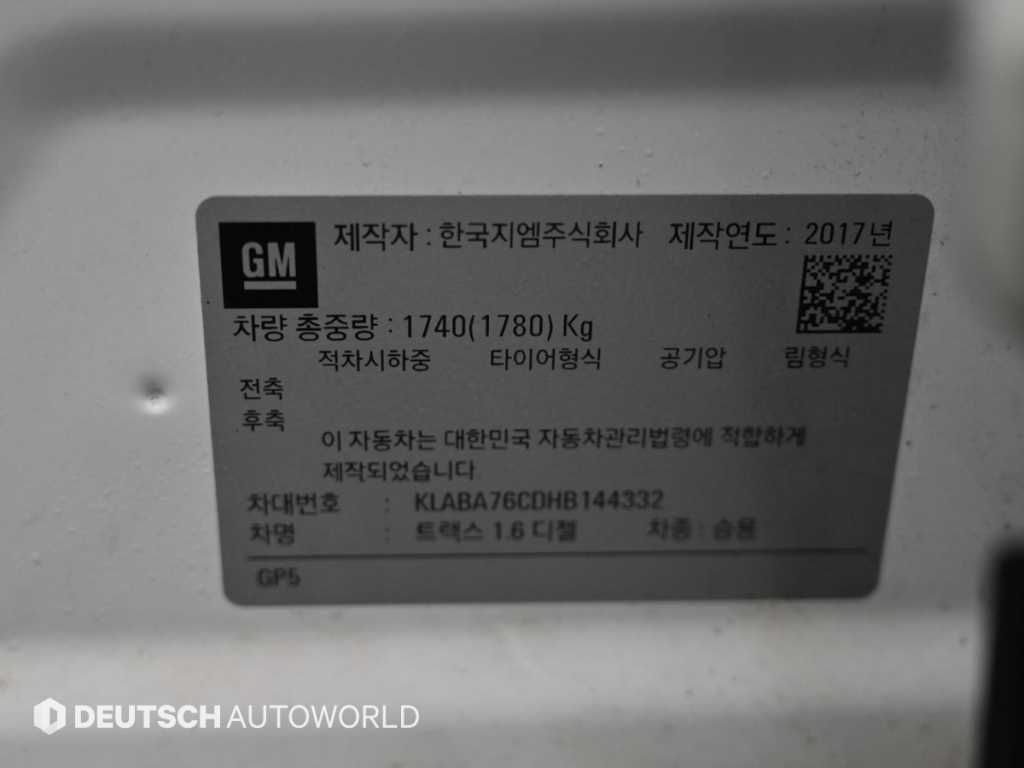 GM
제작자 : 한국지엠주식회사 제작연도 : 2017년
차량 총중량 : 1740(1780) Kg
적차시하중 타이어형식 공기압 림형식
전축
후축
이 자동차는 대한민국 자동차관리법령에 적합하게
제작되었습니다.
차대번호 : KLABA76CDHB144332
차명 : 트랙스 1.6 디젤 차종 : 승용
GP5
DEUTSCH AUTOWORLD